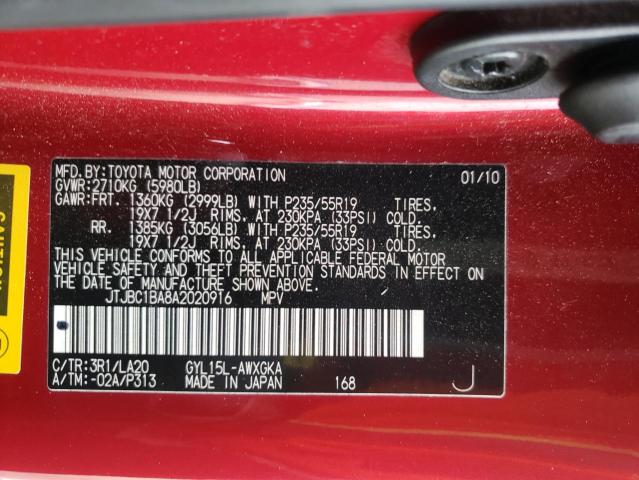 MFD.BY:TOYOTA MOTOR CORPORATION 01/10
GVWR:2710KG (5980LB)
GAWR:FRT. 1360KG (2999LB) WITH P235/55R19 TIRES,
19X7 1/2J RIMS, AT 230KPA (33PSI) COLD.
RR. 1385KG (3056LB) WITH P235/55R19 TIRES,
19X7 1/2J RIMS, AT 230KPA (33PSI) COLD.
THIS VEHICLE CONFORMS TO ALL APPLICABLE FEDERAL MOTOR
VEHICLE SAFETY AND THEFT PREVENTION STANDARDS IN EFFECT ON
THE DATE OF MANUFACTURE SHOWN ABOVE.
JTJBC1BA8A2020916 MPV
C/TR:3R1/LA20 GYL15L-AWXGKA
A/TM:-02A/P313 MADE IN JAPAN 168 J